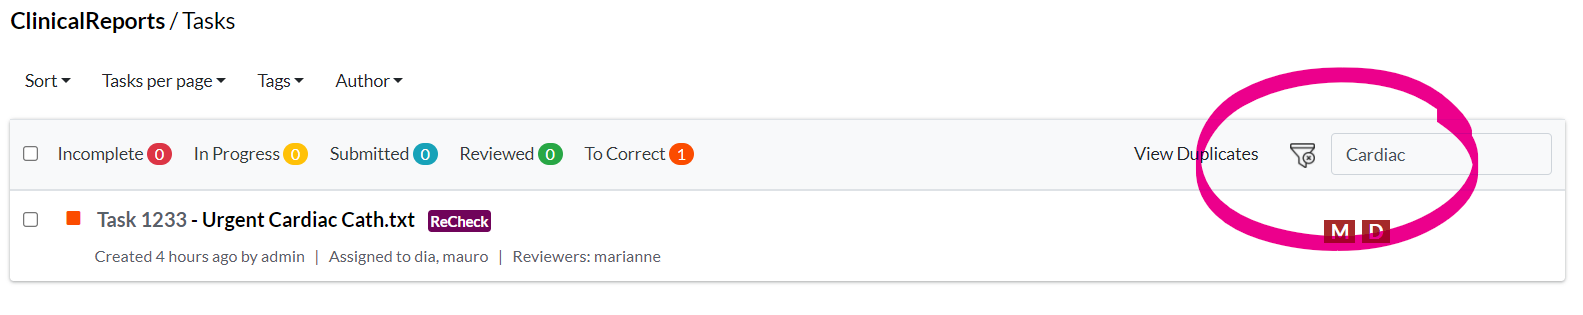 ClinicalReports / Tasks
Sort Tasks per page Tags Author
Incomplete 0 In Progress 0 Submitted 0 Reviewed 0 To Correct 1 View Duplicates Cardiac
Task 1233 - Urgent Cardiac Cath.txt ReCheck
M D
Created 4 hours ago by admin | Assigned to dia, mauro | Reviewers: marianne